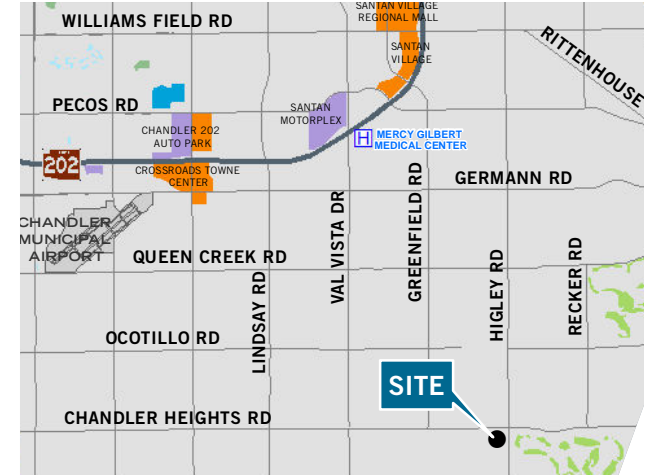 SANTAN VILLAGE
REGIONAL MALL
WILLIAMS FIELD RD
SANTAN
VILLAGE
RITTENHOUSE
PECOS RD
SANTAN
MOTORPLEX
CHANDLER 202
AUTO PARK
H
MERCY GILBERT
MEDICAL CENTER
202
CROSSROADS TOWNE
CENTER
GERMANN RD
CHANDLER
MUNICIPAL
AIRPORT
QUEEN CREEK RD
LINDSAY RD
VAL VISTA DR
GREENFIELD RD
HIGLEY RD
RECKER RD
OCOTILLO RD
SITE
CHANDLER HEIGHTS RD